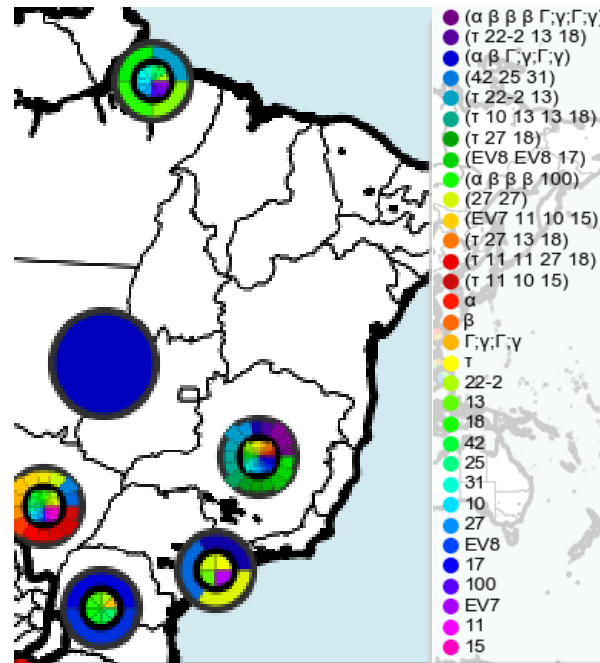 (α β β β Γ;γ;Γ;γ)
(τ 22-2 13 18)
(α β Γ;γ;Γ;γ)
(42 25 31)
(τ 22-2 13)
(τ 10 13 13 18)
(τ 27 18)
(EV8 EV8 17)
(α β β β 100)
(27 27)
(EV7 11 10 15)
(τ 27 13 18)
(τ 11 11 27 18)
(τ 11 10 15)
α
β
Γ;γ;Γ;γ
τ
22-2
13
18
42
25
31
10
27
EV8
17
100
EV7
11
15